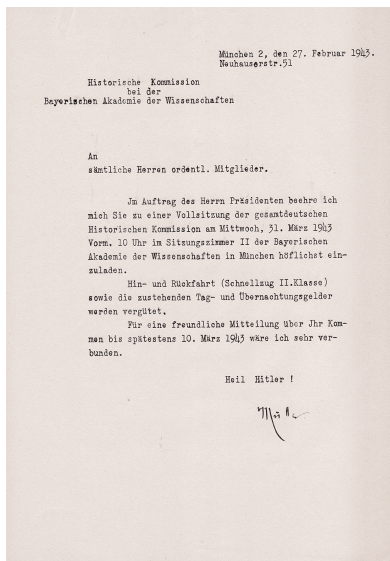 München 2, den 27. Februar 1943.
Neuhauserstr.51
Historische Kommission
bei der
Bayerischen Akademie der Wissenschaften
An
sämtliche Herren ordentl. Mitglieder.
Jm Auftrag des Herrn Präsidenten beehre ich
mich Sie zu einer Vollsitzung der gesamtdeutschen
Historischen Kommission am Mittwoch, 31. März 1943
Vorm. 10 Uhr im Sitzungszimmer II der Bayerischen
Akademie der Wissenschaften in München höflichst ein-
zuladen.
Hin- und Rückfahrt (Schnellzug II.Klasse)
sowie die zustehenden Tag- und Übernachtungsgelder
werden vergütet.
Für eine freundliche Mitteilung über Jhr Kom-
men bis spätestens 10. März 1943 wäre ich sehr ver-
bunden.
Heil Hitler !